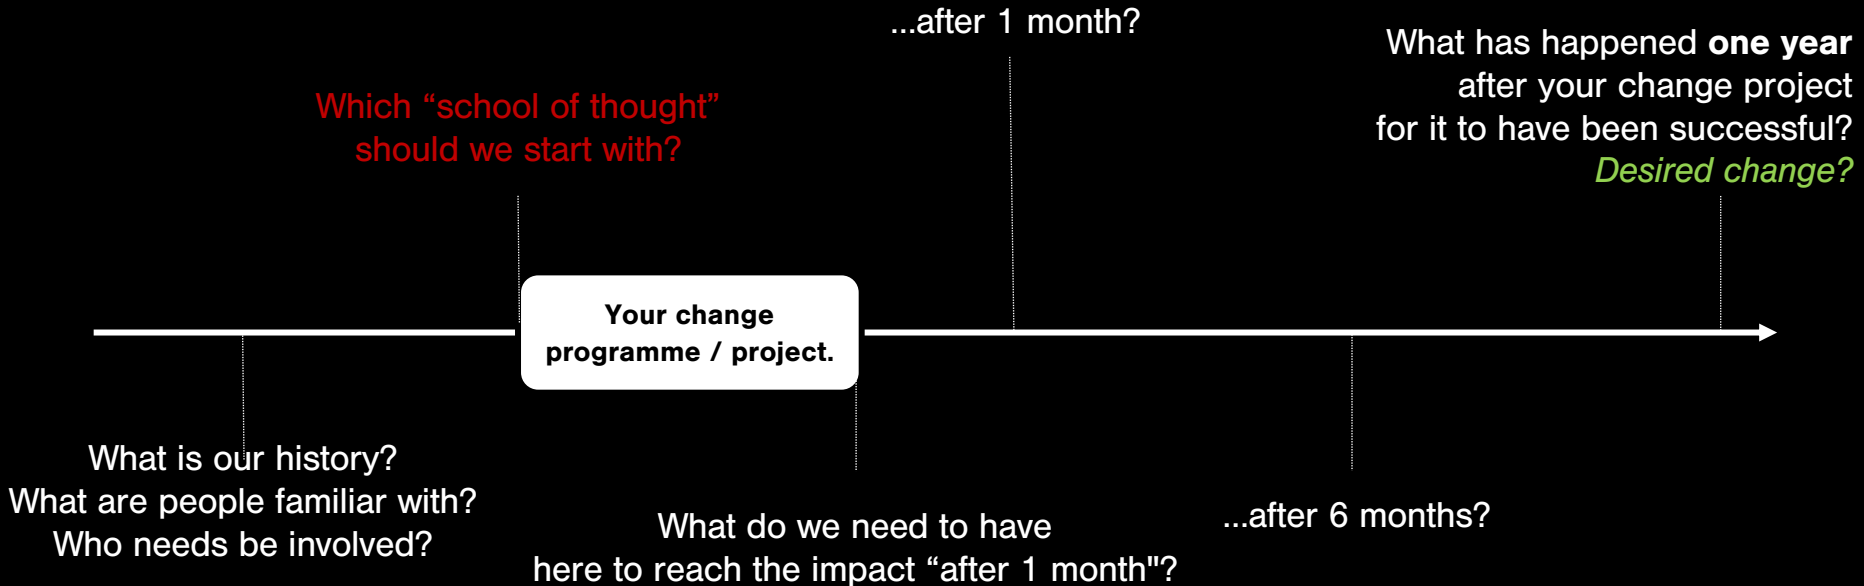 ...after 1 month?
What has happened one year
after your change project
for it to have been successful?
Desired change?
Which “school of thought”
should we start with?
Your change
programme / project.
What is our history?
What are people familiar with?
Who needs be involved?
What do we need to have
here to reach the impact “after 1 month"?
...after 6 months?